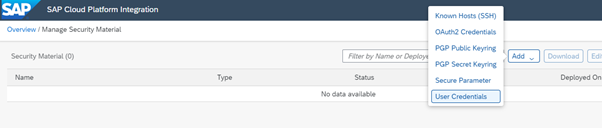 SAP SAP Cloud Platform Integration
Overview / Manage Security Material
Known Hosts (SSH)
OAuth2 Credentials
PGP Public Keyring
PGP Secret Keyring
Secure Parameter
User Credentials
Security Material (0)
Filter by Name or Deploye
Add
Download
Edi
Name Type Status Deployed On
No data available